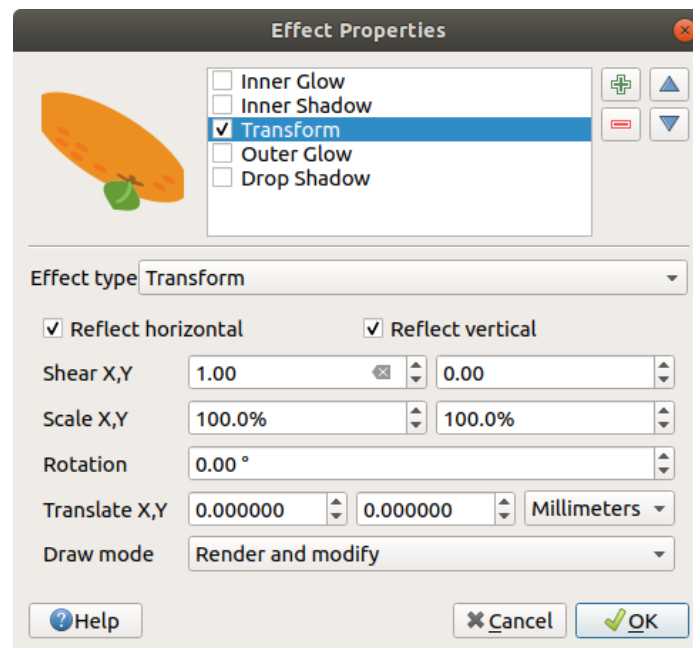 Effect Properties
Inner Glow
Inner Shadow
Transform
Outer Glow
Drop Shadow
Effect type Transform
Reflect horizontal Reflect vertical
Shear X,Y 1.00 0.00
Scale X,Y 100.0% 100.0%
Rotation 0.00 °
Translate X,Y 0.000000 0.000000 Millimeters
Draw mode Render and modify
Help Cancel OK